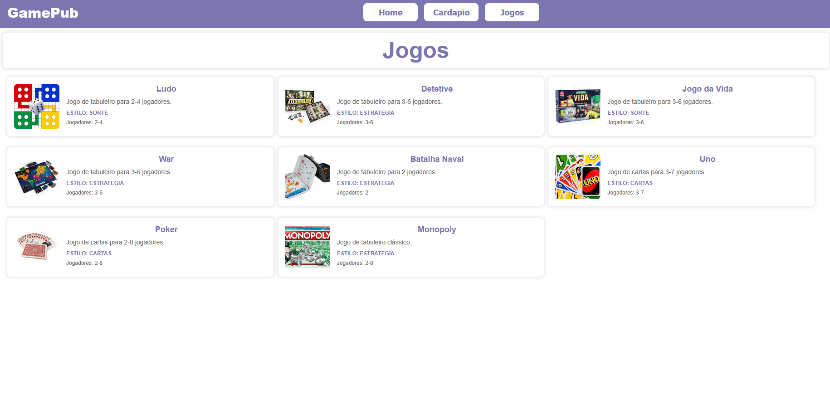 GamePub
Home
Cardapio
Jogos
Jogos
Ludo
Jogo de tabuleiro para 2-4 jogadores.
ESTILO: SORTE
Jogadores: 2-4
Detetive
Jogo de tabuleiro para 3-6 jogadores.
ESTILO: ESTRATEGIA
Jogadores: 3-6
Jogo da Vida
Jogo de tabuleiro para 3-6 jogadores.
ESTILO: SORTE
Jogadores: 3-6
VIDA
War
Jogo de tabuleiro para 3-6 jogadores
ESTILO: ESTRATEGIA
Jogadores: 3-6
Batalha Naval
Jogo de tabuleiro para 2 jogadores
ESTILO: ESTRATEGIA
Jogadores: 2
Uno
Jogo de cartas para 3-7 jogadores
ESTILO: CARTAS
Jogadores: 3-7
UNO
Poker
Jogo de cartas para 2-8 jogadores.
ESTILO: CARTAS
Jogadores: 2-8
MONOPOLY
Monopoly
Jogo de tabuleiro clássico.
ESTILO: ESTRATEGIA
Jogadores: 2-8